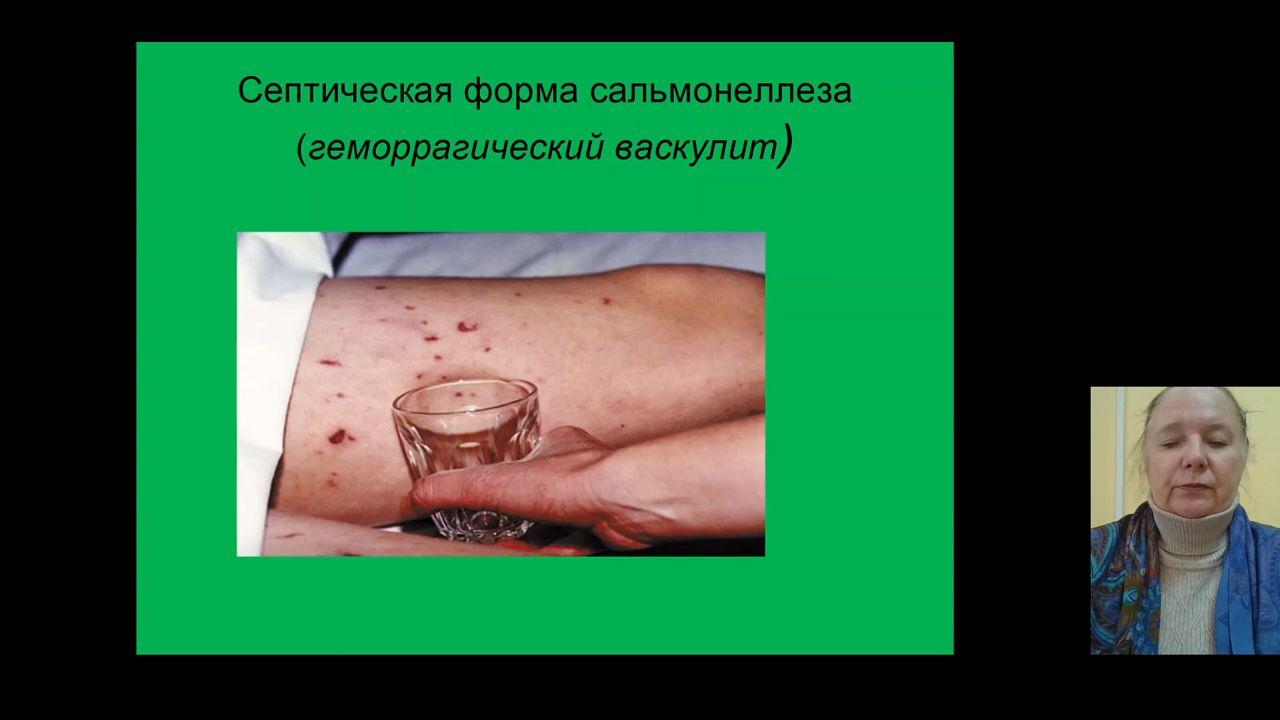 Септическая форма сальмонеллеза
(геморрагический васкулит)